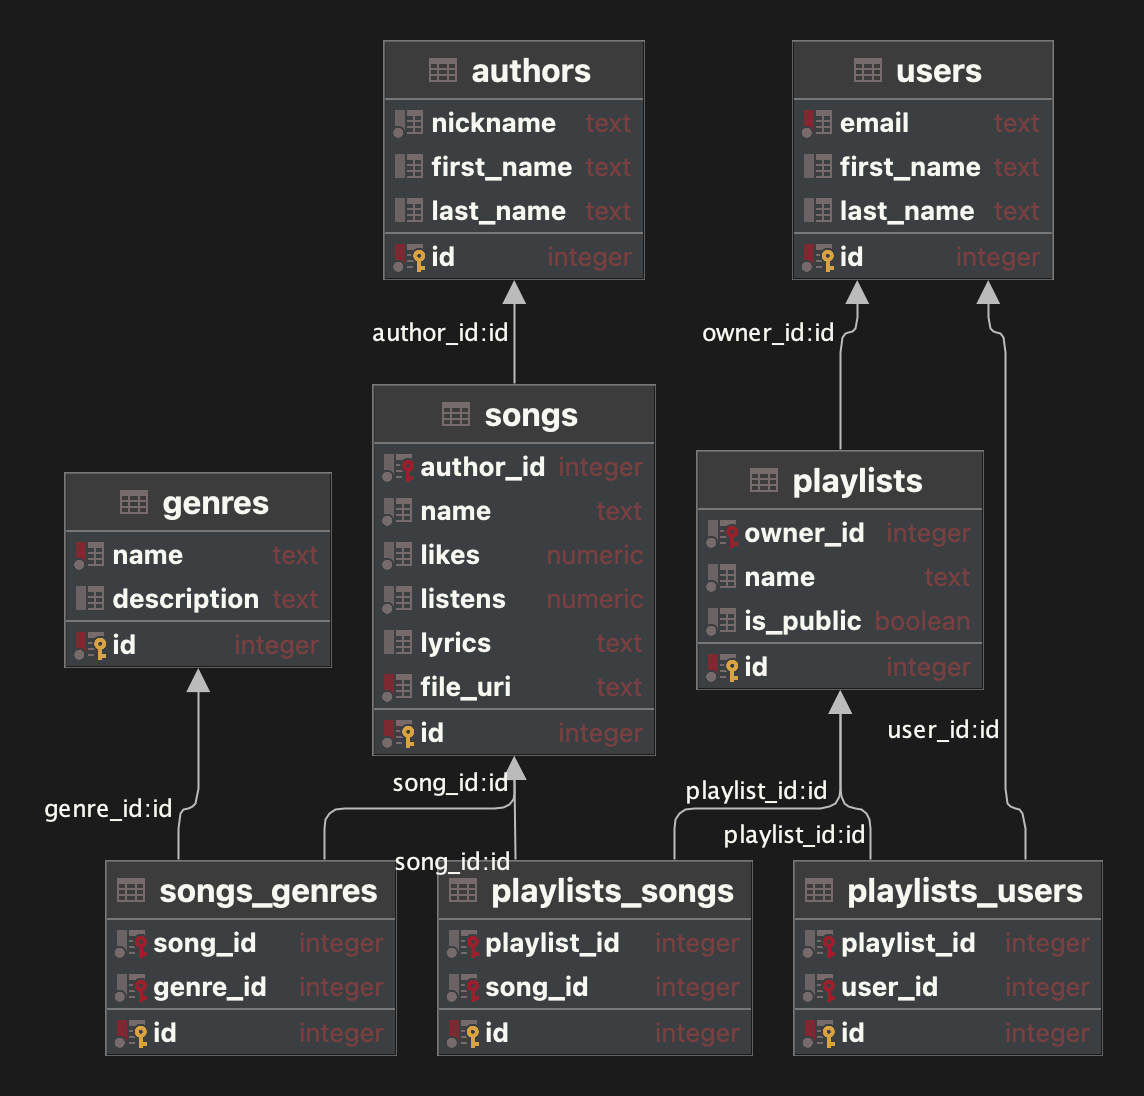 authors
nickname text
first_name text
last_name text
id integer
users
email text
first_name text
last_name text
id integer
author_id:id
owner_id:id
songs
author_id integer
name text
likes numeric
listens numeric
lyrics text
file_uri text
id integer
genres
name text
description text
id integer
playlists
owner_id integer
name text
is_public boolean
id integer
user_id:id
song_id:id
playlist_id:id
genre_id:id
playlist_id:id
song_id:id
songs_genres
song_id integer
genre_id integer
id integer
playlists_songs
playlist_id integer
song_id integer
id integer
playlists_users
playlist_id integer
user_id integer
id integer